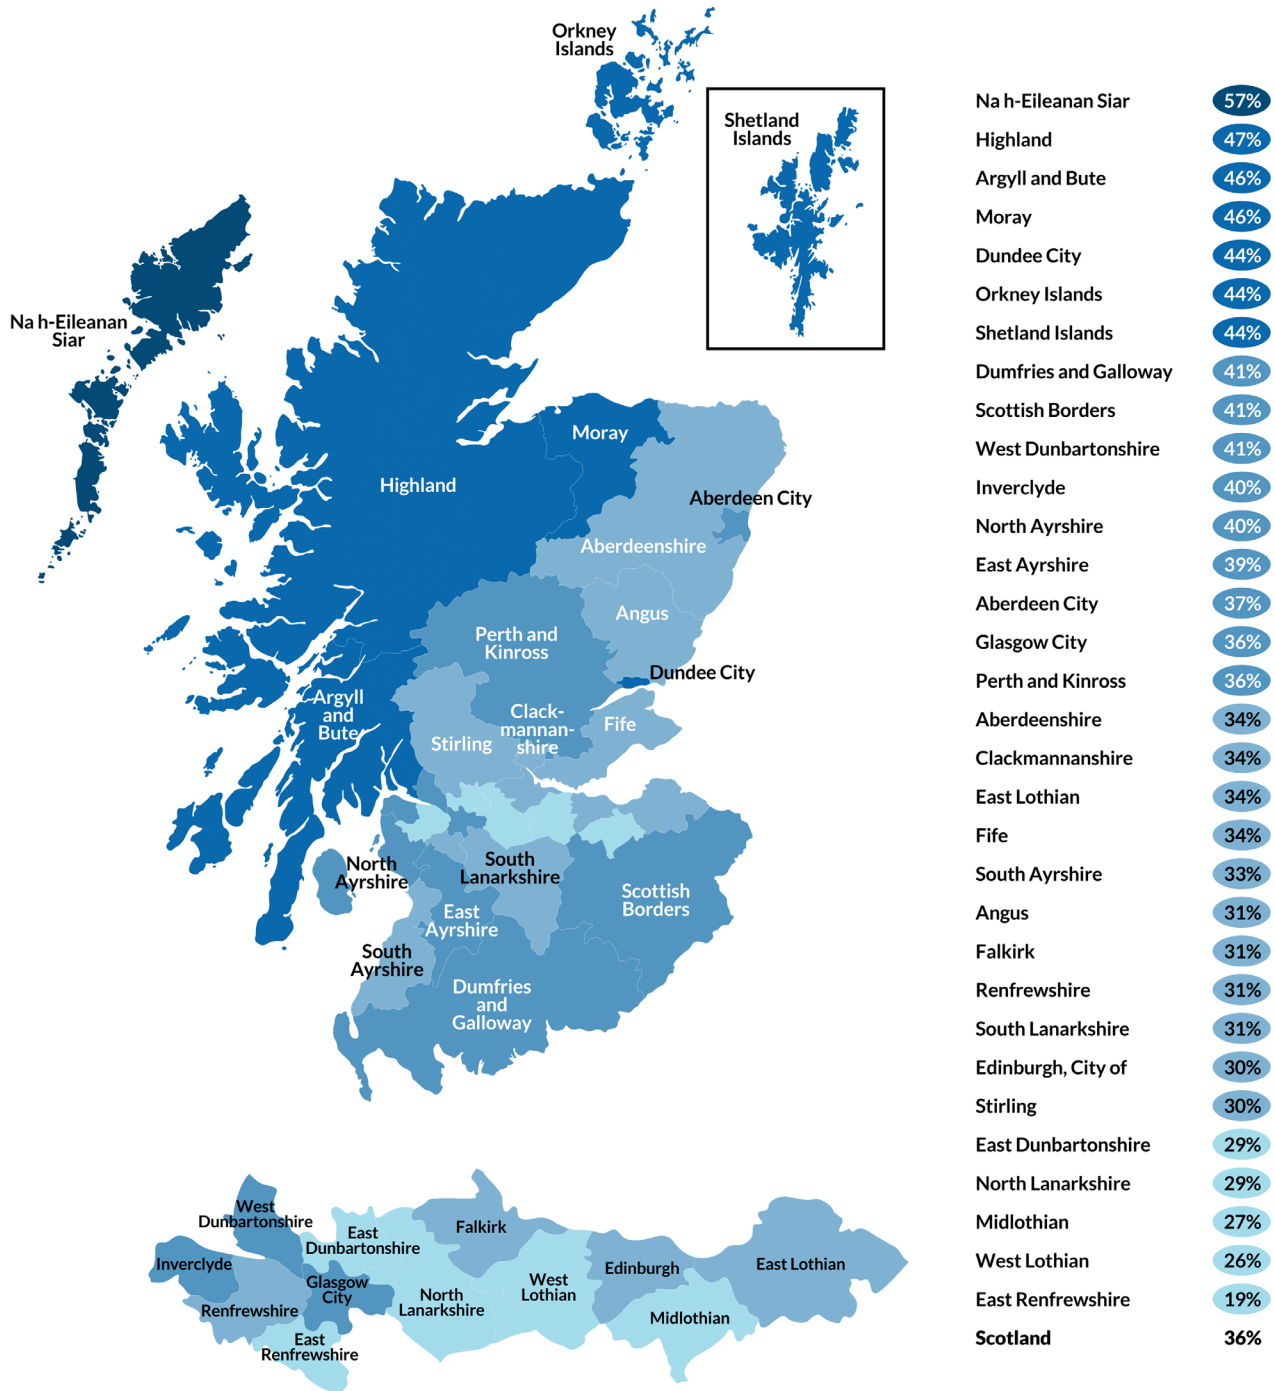 Orkney
Islands
Shetland
Islands
Na h-Eileanan
Siar
Moray
Highland
Aberdeen City
Aberdeenshire
Angus
Perth and
Kinross
Dundee City
Argyll
and
Bute
Clack-
mannan-
shire
Fife
Stirling
North
Ayrshire
South
Lanarkshire
Scottish
Borders
East
Ayrshire
South
Ayrshire
Dumfries
and
Galloway
West
Dunbartonshire
East
Dunbartonshire
Falkirk
Inverclyde
Glasgow
City
Renfrewshire
North
Lanarkshire
West
Lothian
Edinburgh
East Lothian
Midlothian
East
Renfrewshire
Na h-Eileanan Siar 57%
Highland 47%
Argyll and Bute 46%
Moray 46%
Dundee City 44%
Orkney Islands 44%
Shetland Islands 44%
Dumfries and Galloway 41%
Scottish Borders 41%
West Dunbartonshire 41%
Inverclyde 40%
North Ayrshire 40%
East Ayrshire 39%
Aberdeen City 37%
Glasgow City 36%
Perth and Kinross 36%
Aberdeenshire 34%
Clackmannanshire 34%
East Lothian 34%
Fife 34%
South Ayrshire 33%
Angus 31%
Falkirk 31%
Renfrewshire 31%
South Lanarkshire 31%
Edinburgh, City of 30%
Stirling 30%
East Dunbartonshire 29%
North Lanarkshire 29%
Midlothian 27%
West Lothian 26%
East Renfrewshire 19%
Scotland 36%